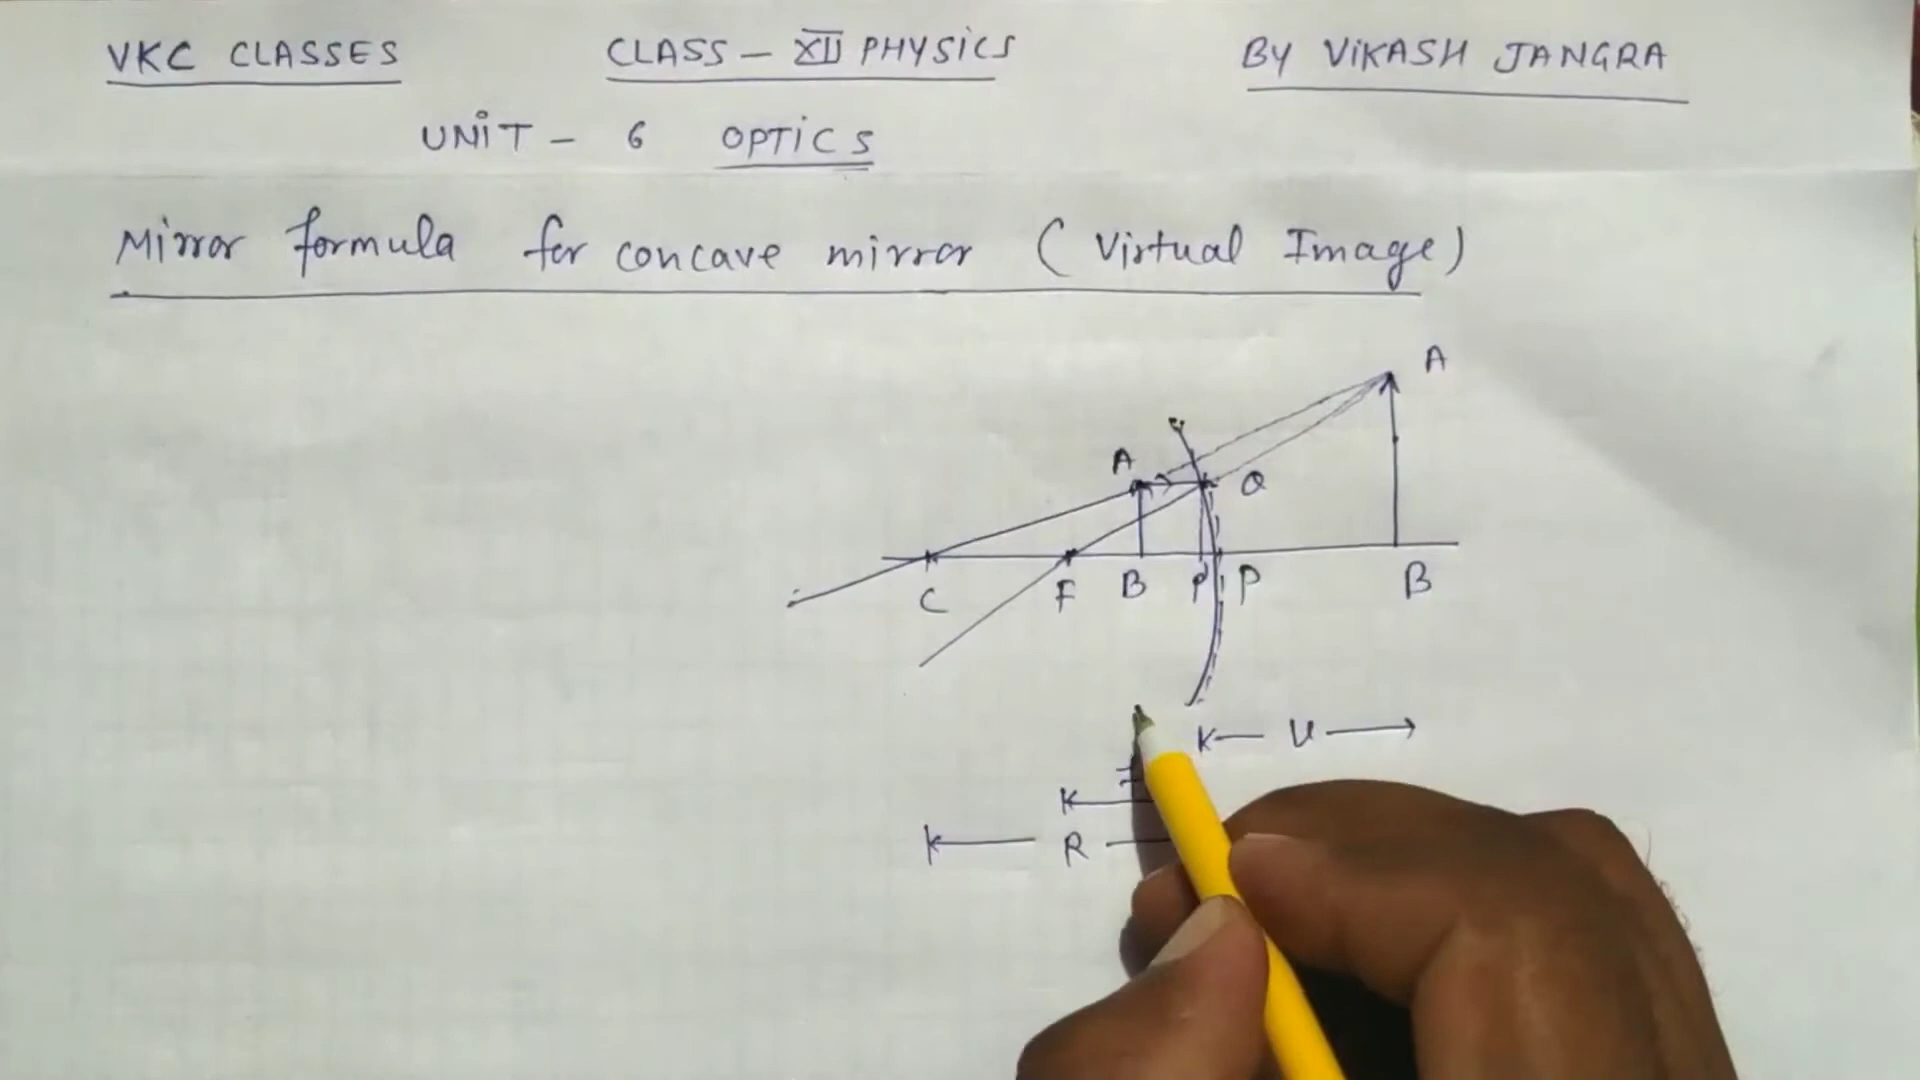 VKC CLASSES CLASS - XII PHYSICS BY VIKASH JANGRA
UNIT - 6 OPTICS
Mirror formula for concave mirror (Virtual Image)
A
A
Q
C F B P P B
U
R